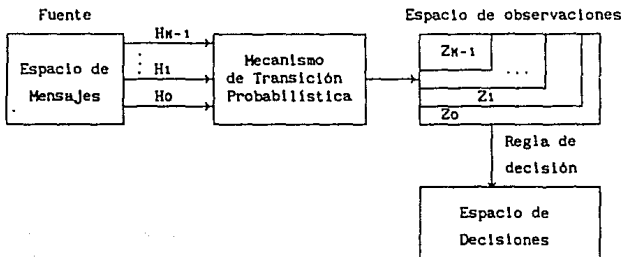 Fuente
Espacio de
Mensajes
HM-1
H1
H0
Mecanismo
de Transición
Probabilística
Espacio de observaciones
ZM-1
...
Z1
Z0
Regla de
decisión
Espacio de
Decisiones